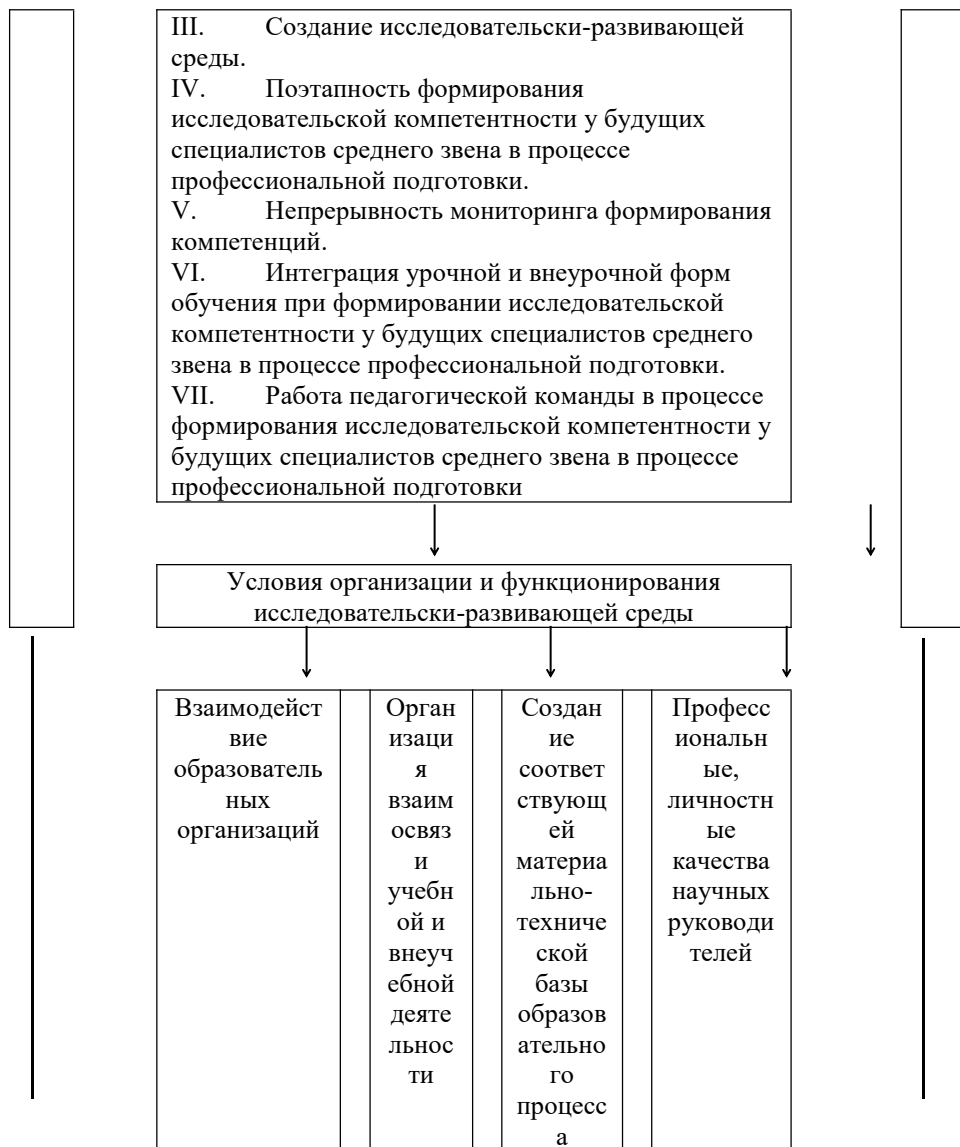 III. Создание исследовательски-развивающей
среды.
IV. Поэтапность формирования
исследовательской компетентности у будущих
специалистов среднего звена в процессе
профессиональной подготовки.
V. Непрерывность мониторинга формирования
компетенций.
VI. Интеграция урочной и внеурочной форм
обучения при формировании исследовательской
компетентности у будущих специалистов среднего
звена в процессе профессиональной подготовки.
VII. Работа педагогической команды в процессе
формирования исследовательской компетентности у
будущих специалистов среднего звена в процессе
профессиональной подготовки
Условия организации и функционирования
исследовательски-развивающей среды
Взаимодейст
вие
образователь
ных
организаций
Орган
изаци
я
взаим
освяз
и
учебн
ой и
внеуч
ебной
деяте
льнос
ти
Создан
ие
соответ
ствующ
ей
материа
льно-
техниче
ской
базы
образов
ательно
го
процесс
а
Професс
иональн
ые,
личностн
ые
качества
научных
руководи
телей